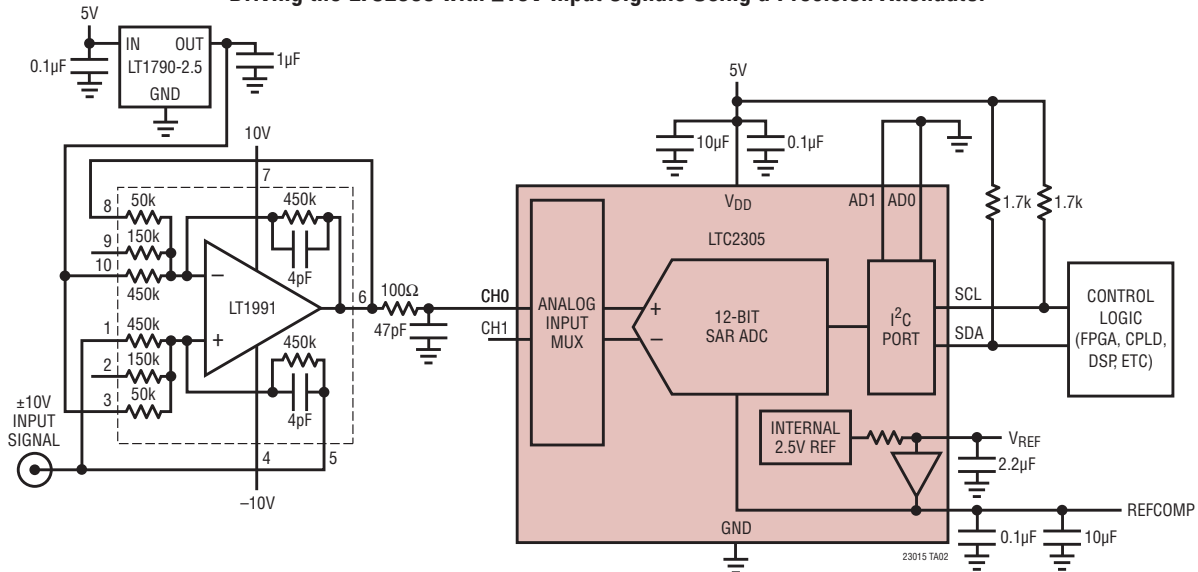 Driving the LTC2305 with ±10V Input Signals Using a Precision Attenuator
5V
IN OUT
LT1790-2.5
GND
0.1µF
1µF
10V
7
8 50k
9 150k
10
450k
450k
4pF
–
LT1991
+
1 450k
2 150k
3 50k
450k
4pF
6
100Ω
47pF
±10V
INPUT
SIGNAL
4
5
–10V
5V
10µF
0.1µF
VDD
AD1 AD0
LTC2305
CH0
CH1
ANALOG
INPUT
MUX
+
–
12-BIT
SAR ADC
I2C
PORT
1.7k
1.7k
SCL
SDA
CONTROL
LOGIC
(FPGA, CPLD,
DSP, ETC)
INTERNAL
2.5V REF
VREF
2.2µF
REFCOMP
GND
0.1µF
10µF
23015 TA02